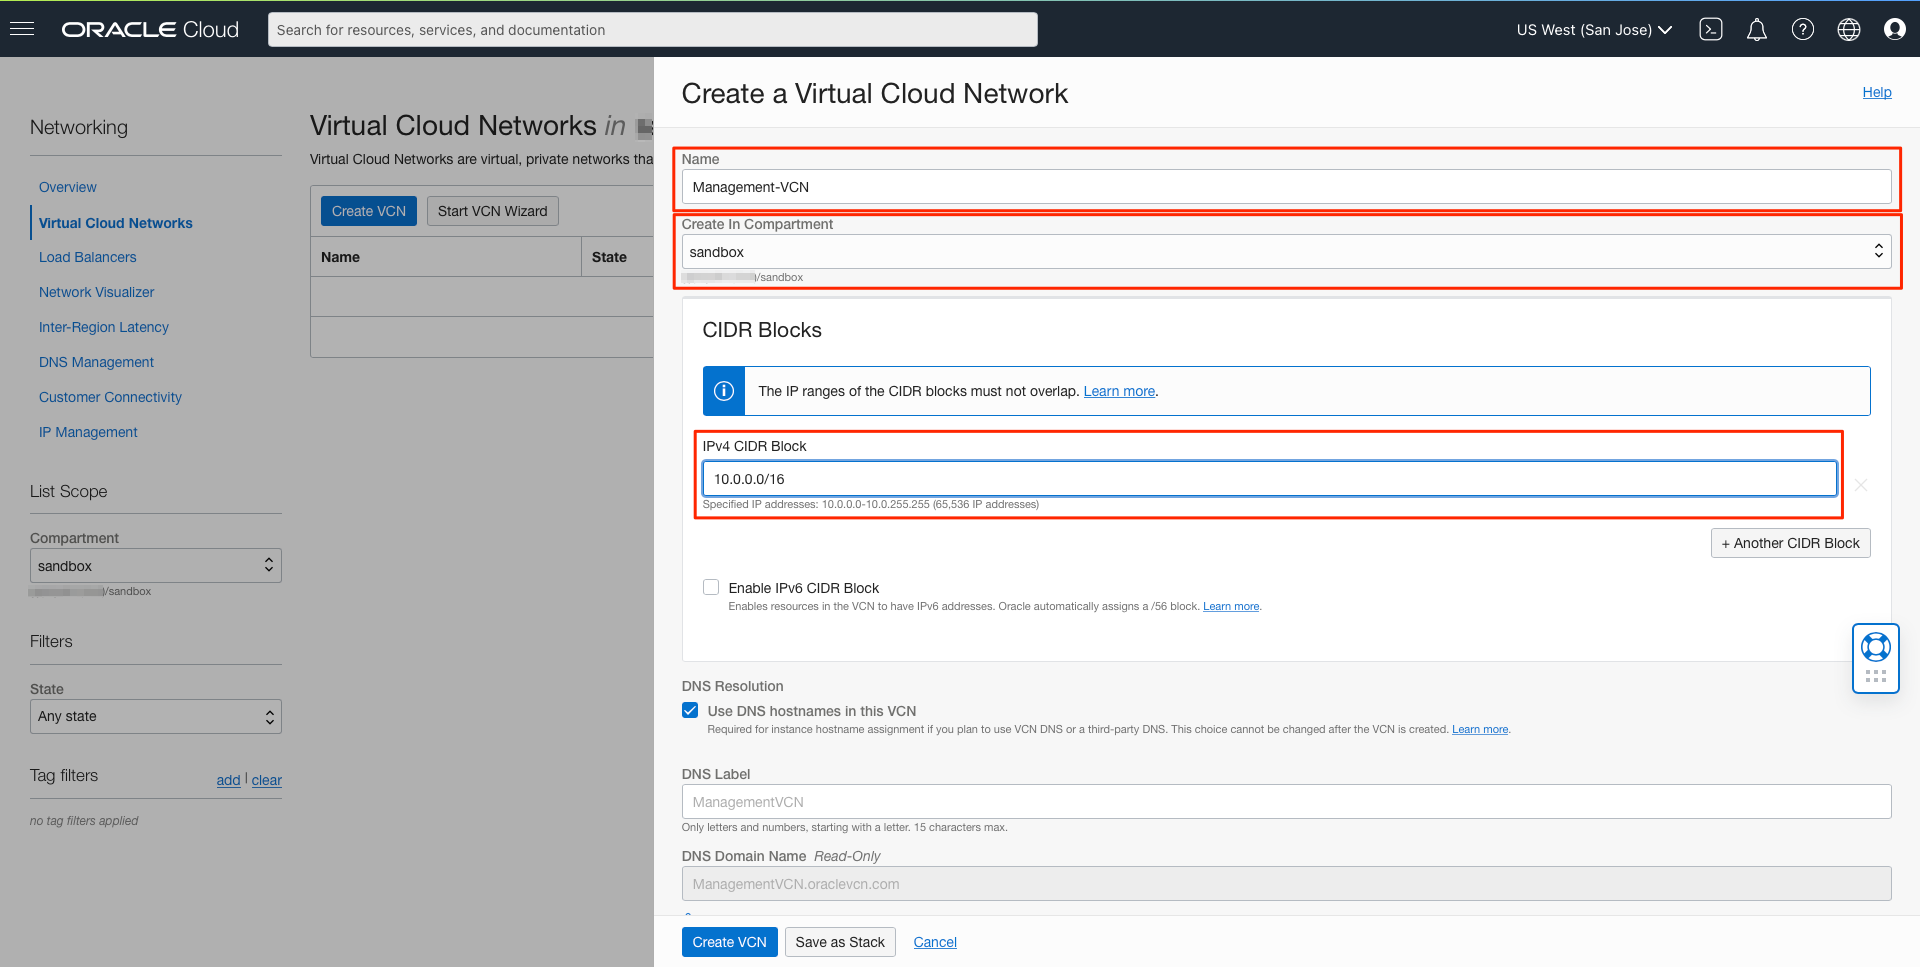 ORACLE Cloud
Search for resources, services, and documentation
US West (San Jose)
Networking
Overview
Virtual Cloud Networks
Load Balancers
Network Visualizer
Inter-Region Latency
DNS Management
Customer Connectivity
IP Management
List Scope
Compartment
sandbox
/sandbox
Filters
State
Any state
Tag filters
add | clear
no tag filters applied
Virtual Cloud Networks in
Virtual Cloud Networks are virtual, private networks tha
Create VCN
Start VCN Wizard
Name
State
Create a Virtual Cloud Network
Help
Name
Management-VCN
Create In Compartment
sandbox
/sandbox
CIDR Blocks
The IP ranges of the CIDR blocks must not overlap. Learn more.
IPv4 CIDR Block
10.0.0.0/16
Specified IP addresses: 10.0.0.0-10.0.255.255 (65,536 IP addresses)
+ Another CIDR Block
Enable IPv6 CIDR Block
Enables resources in the VCN to have IPv6 addresses. Oracle automatically assigns a /56 block. Learn more.
DNS Resolution
Use DNS hostnames in this VCN
Required for instance hostname assignment if you plan to use VCN DNS or a third-party DNS. This choice cannot be changed after the VCN is created. Learn more.
DNS Label
ManagementVCN
Only letters and numbers, starting with a letter. 15 characters max.
DNS Domain Name Read-Only
ManagementVCN.oraclevcn.com
Create VCN
Save as Stack
Cancel